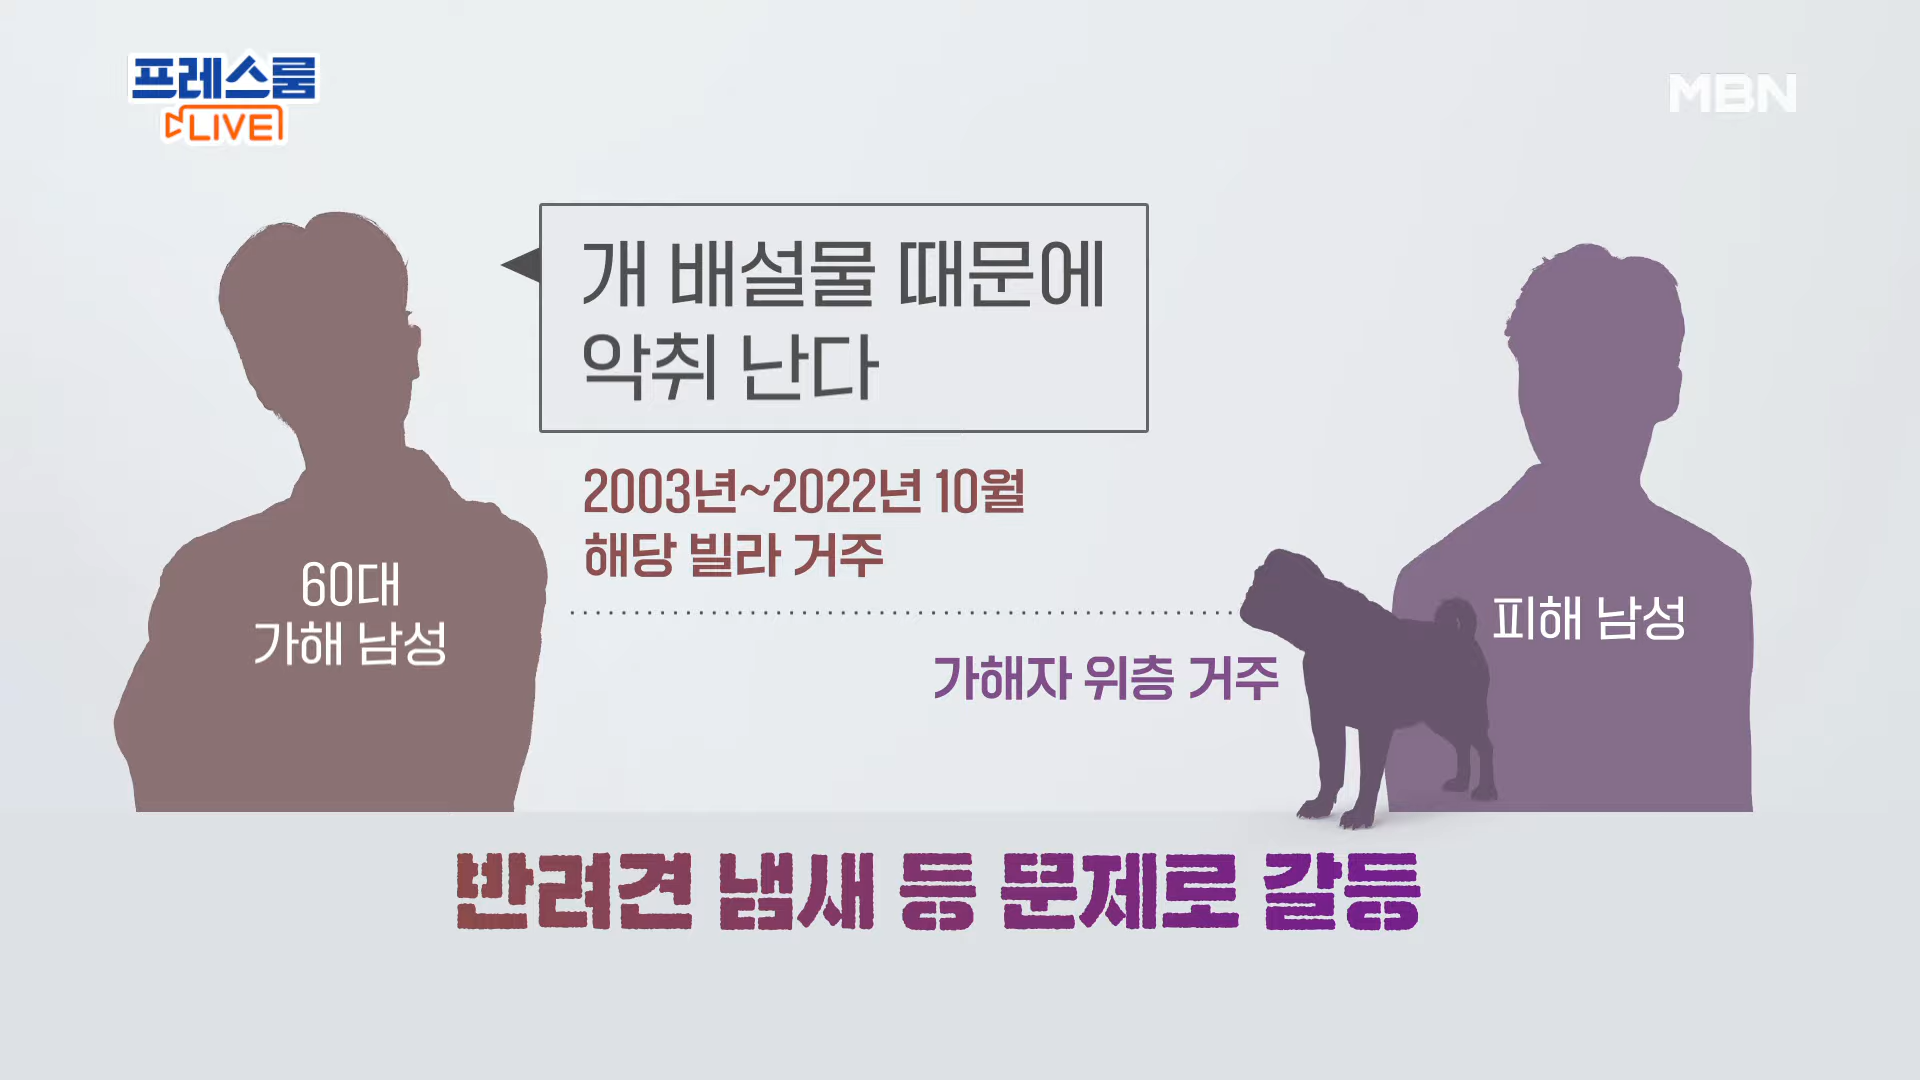 프레스룸
LIVE
MBN
개 배설물 때문에
악취 난다
2003년~2022년 10월
해당 빌라 거주
60대
가해 남성
피해 남성
가해자 위층 거주
반려견 냄새 등 문제로 갈등